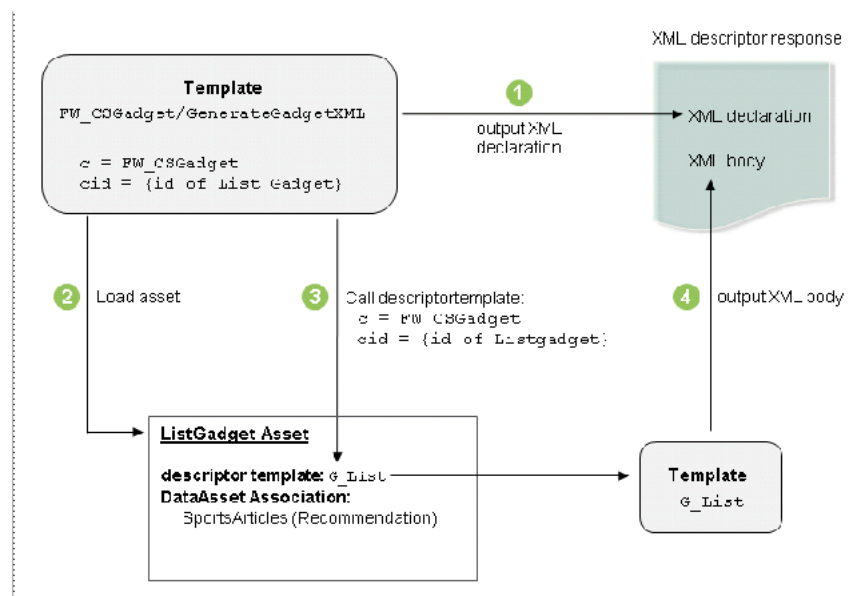 XML descriptor response
Template
FW_CSGadget/GenerateGadgetXML
c = FW_CSGadget
cid = {id of List Gadget}
1
output XML
declaration
XML declaration
XML body
2
Load asset
3
Call descriptortemplate:
c = FW_CSGadget
cid = {id of Listgadget}
4
output XML body
ListGadget Asset
descriptor template: G_List
DataAsset Association:
SportsArticles (Recommendation)
Template
G_List